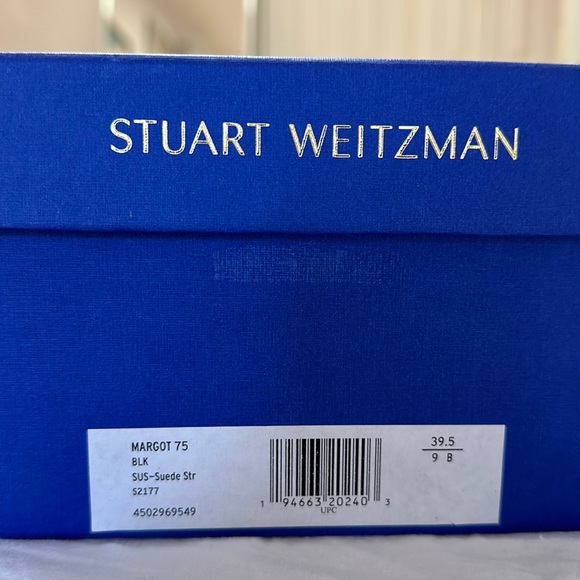 STUART WEITZMAN
MARGOT 75
BLK
SUS-Suede Str
S2177
4502969549
1 94663 20240 3
UPC
39.5
9 B